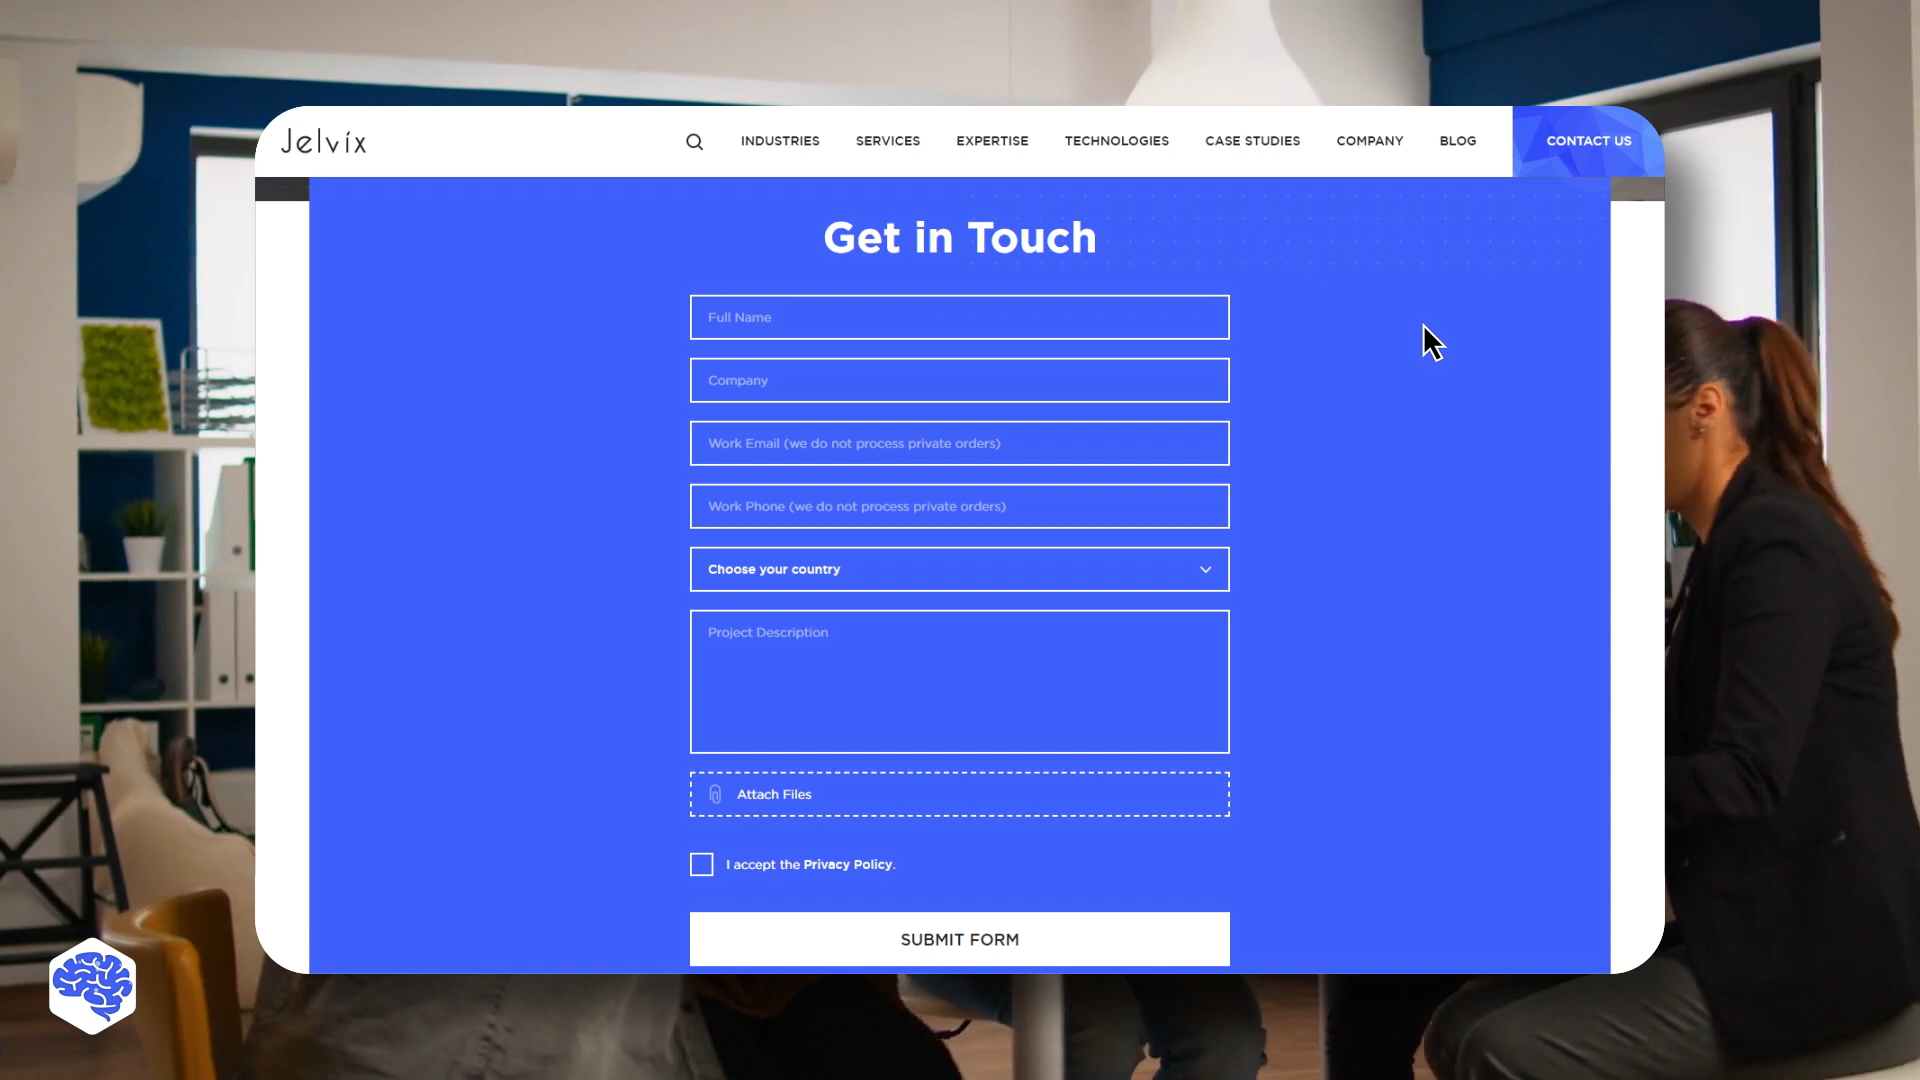 Jelvix
INDUSTRIES SERVICES EXPERTISE TECHNOLOGIES CASE STUDIES COMPANY BLOG CONTACT US
Get in Touch
Full Name
Company
Work Email (we do not process private orders)
Work Phone (we do not process private orders)
Choose your country
Project Description
Attach Files
I accept the Privacy Policy.
SUBMIT FORM